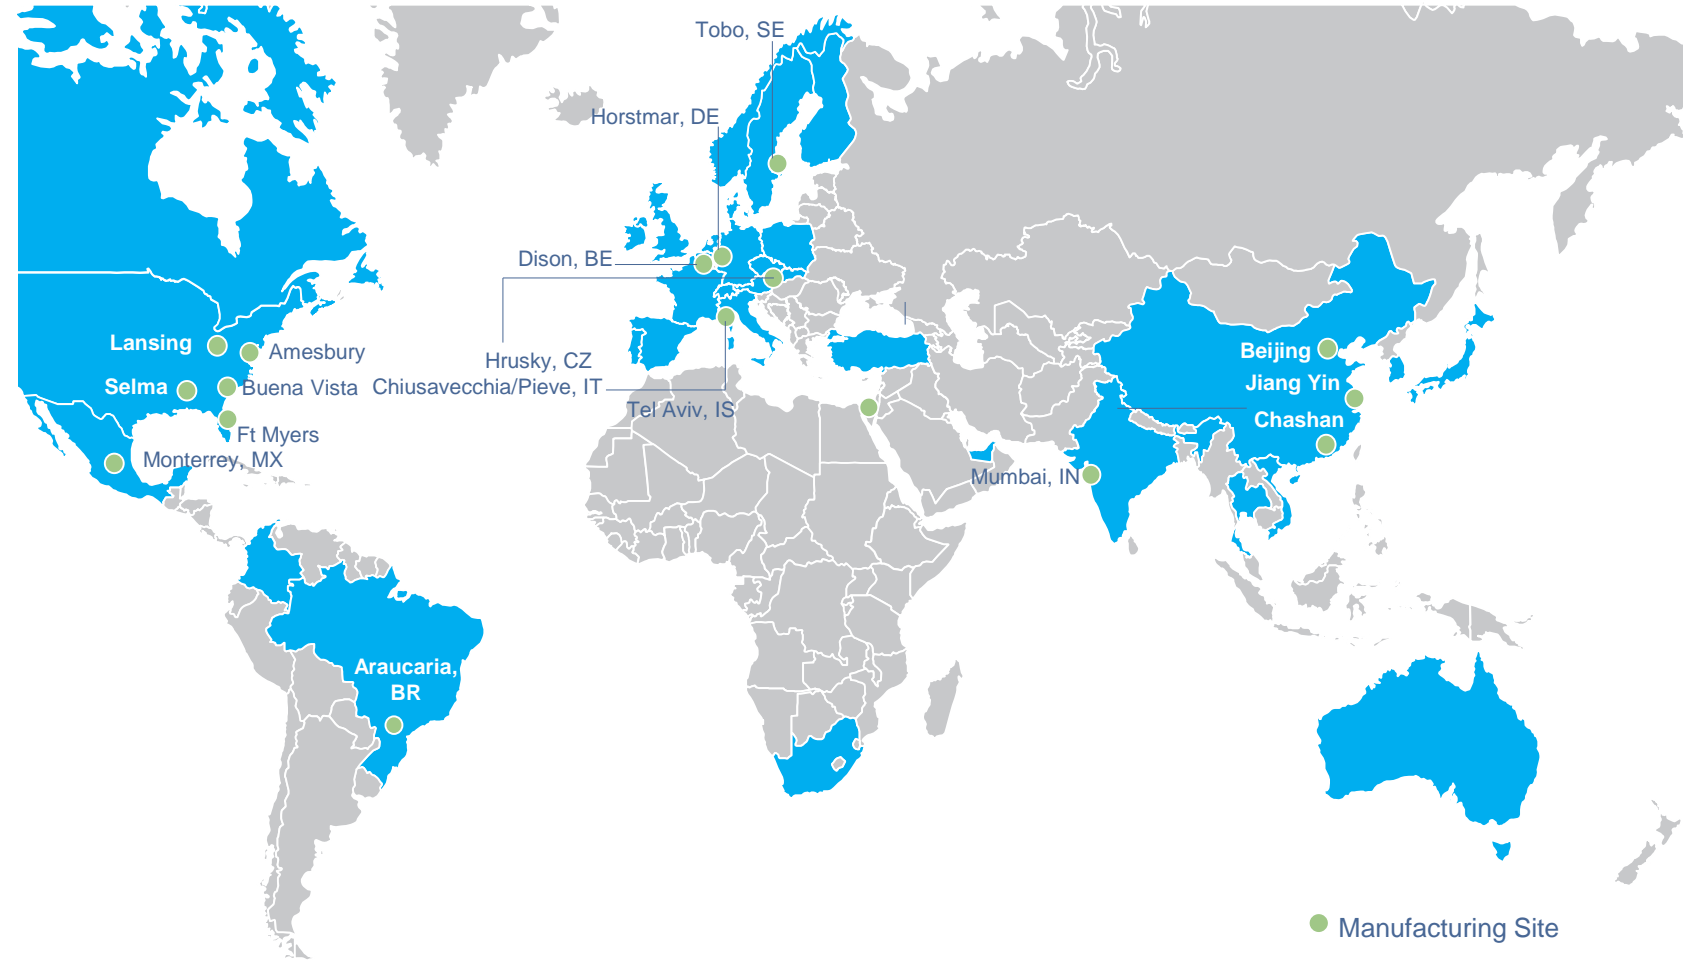 Tobo, SE
Horstmar, DE
Dison, BE
Hrusky, CZ
Chiusavecchia/Pieve, IT
Tel Aviv, IS
Lansing
Amesbury
Selma
Buena Vista
Ft Myers
Monterrey, MX
Araucaria,
BR
Beijing
Jiang Yin
Chashan
Mumbai, IN
Manufacturing Site